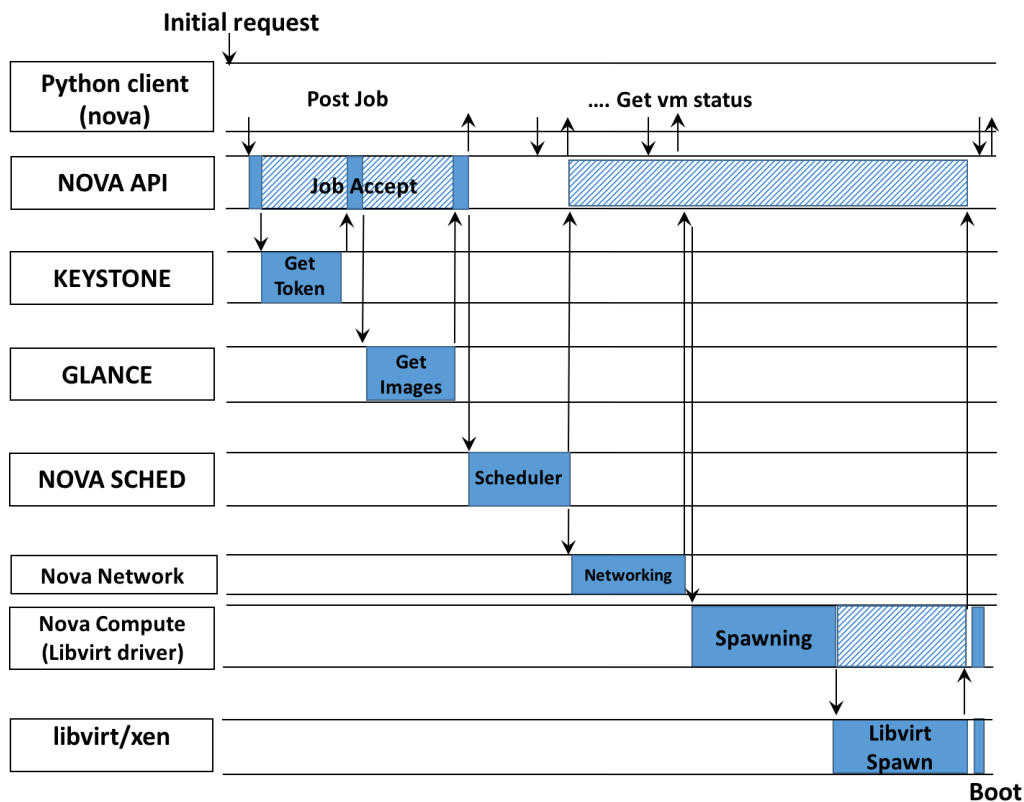 Initial request
Python client
(nova)
Post Job
.... Get vm status
NOVA API
Job Accept
KEYSTONE
Get
Token
GLANCE
Get
Images
NOVA SCHED
Scheduler
Nova Network
Networking
Nova Compute
(Libvirt driver)
Spawning
libvirt/xen
Libvirt
Spawn
Boot